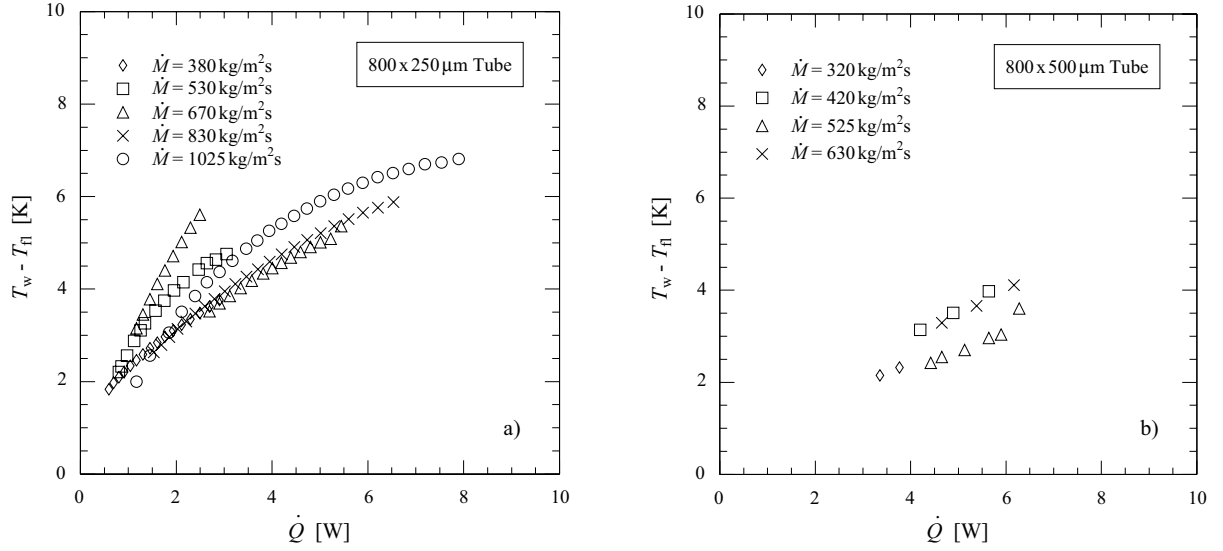 10
8
6
4
2
0
T_w - T_fl [K]
800 x 250 µm Tube
Ṁ = 380 kg/m²s
Ṁ = 530 kg/m²s
Ṁ = 670 kg/m²s
Ṁ = 830 kg/m²s
Ṁ = 1025 kg/m²s
a)
0 2 4 6 8 10
Q̇ [W]
10
8
6
4
2
0
T_w - T_fl [K]
800 x 500 µm Tube
Ṁ = 320 kg/m²s
Ṁ = 420 kg/m²s
Ṁ = 525 kg/m²s
Ṁ = 630 kg/m²s
b)
0 2 4 6 8 10
Q̇ [W]